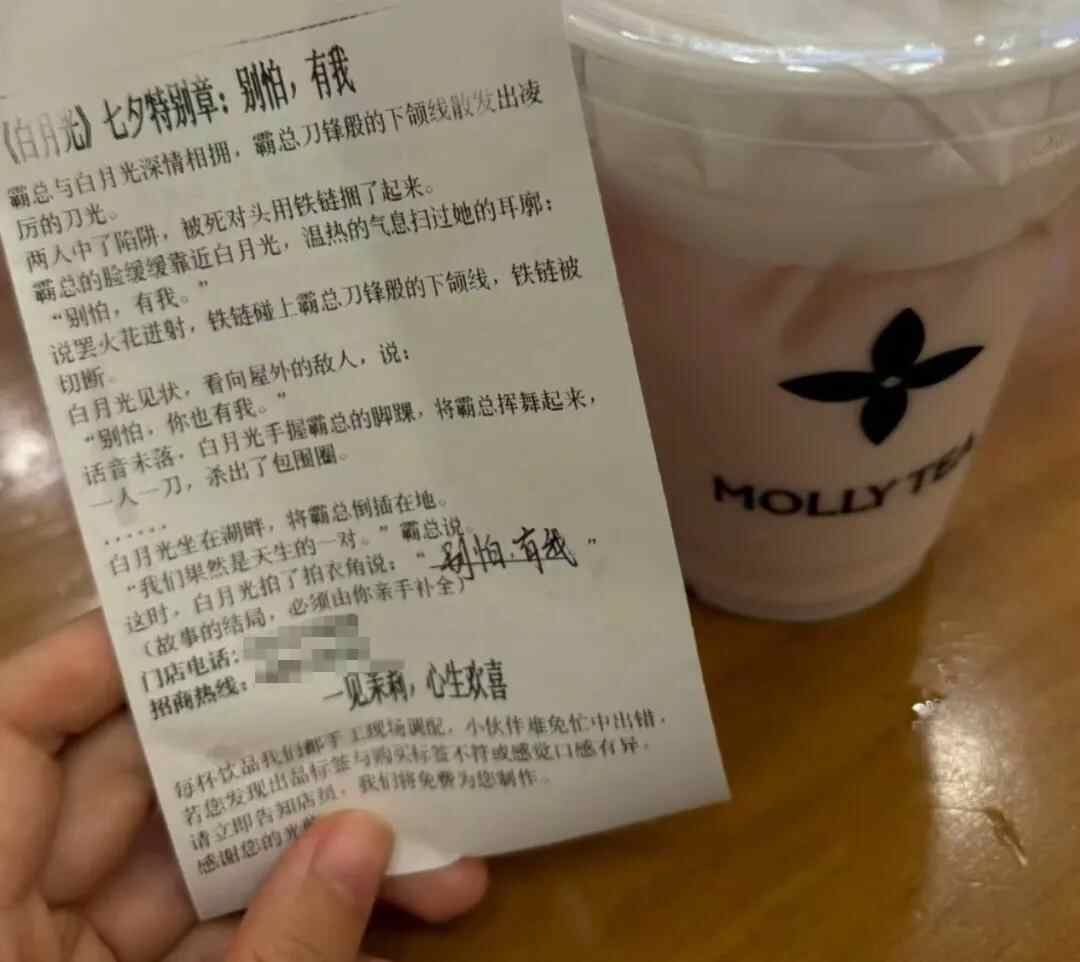 《白月光》七夕特别章：别怕，有我
霸总与白月光深情相拥，霸总刀锋般的下颌线散发出凌
厉的刀光。
两人中了陷阱，被死对头用铁链捆了起来。
霸总的脸缓缓靠近白月光，温热的气息扫过她的耳廓：
“别怕，有我。”
说罢火花迸射，铁链碰上霸总刀锋般的下颌线，铁链被
切断。
白月光见状，看向屋外的敌人，说：
“别怕，你也有我。”
话音未落，白月光手握霸总的脚踝，将霸总挥舞起来，
一人一刀，杀出了包围圈。
......
白月光坐在湖畔，将霸总倒插在地。
“我们果然是天生的一对。”霸总说。
这时，白月光拍了拍衣角说：“别怕，有我”
（故事的结局，必须由你亲手补全）
门店电话：
招商热线：
一见茉莉，心生欢喜
每杯饮品我们都手工现场调配，小伙伴难免忙中出错，
若您发现出品标签与购买标签不符或感觉口感有异，
请立即告知店员，我们将免费为您制作。
感谢您的光
MOLLY TEA